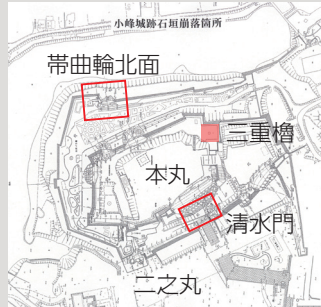 小峰城跡石垣崩落箇所
帯曲輪北面
三重櫓
本丸
清水門
二之丸